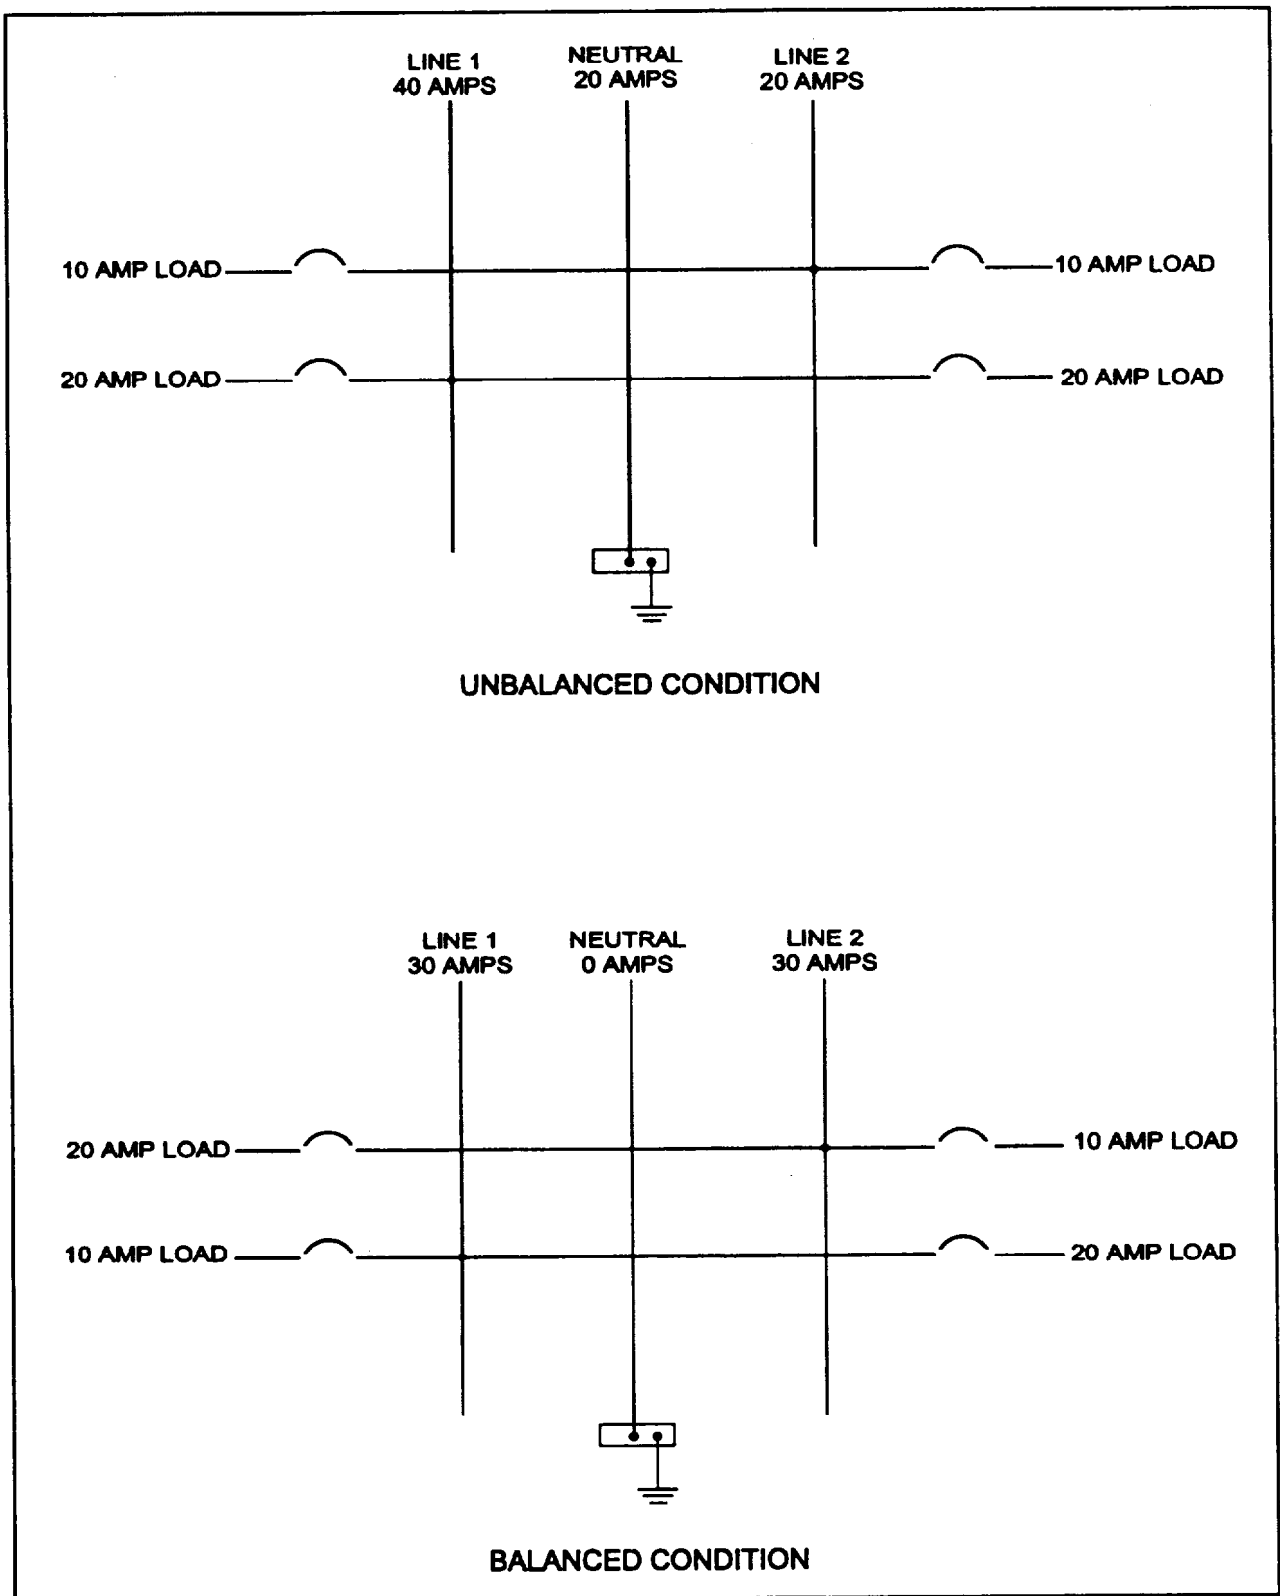 LINE 1
40 AMPS
NEUTRAL
20 AMPS
LINE 2
20 AMPS
10 AMP LOAD
10 AMP LOAD
20 AMP LOAD
20 AMP LOAD
UNBALANCED CONDITION
LINE 1
30 AMPS
NEUTRAL
0 AMPS
LINE 2
30 AMPS
20 AMP LOAD
10 AMP LOAD
10 AMP LOAD
20 AMP LOAD
BALANCED CONDITION